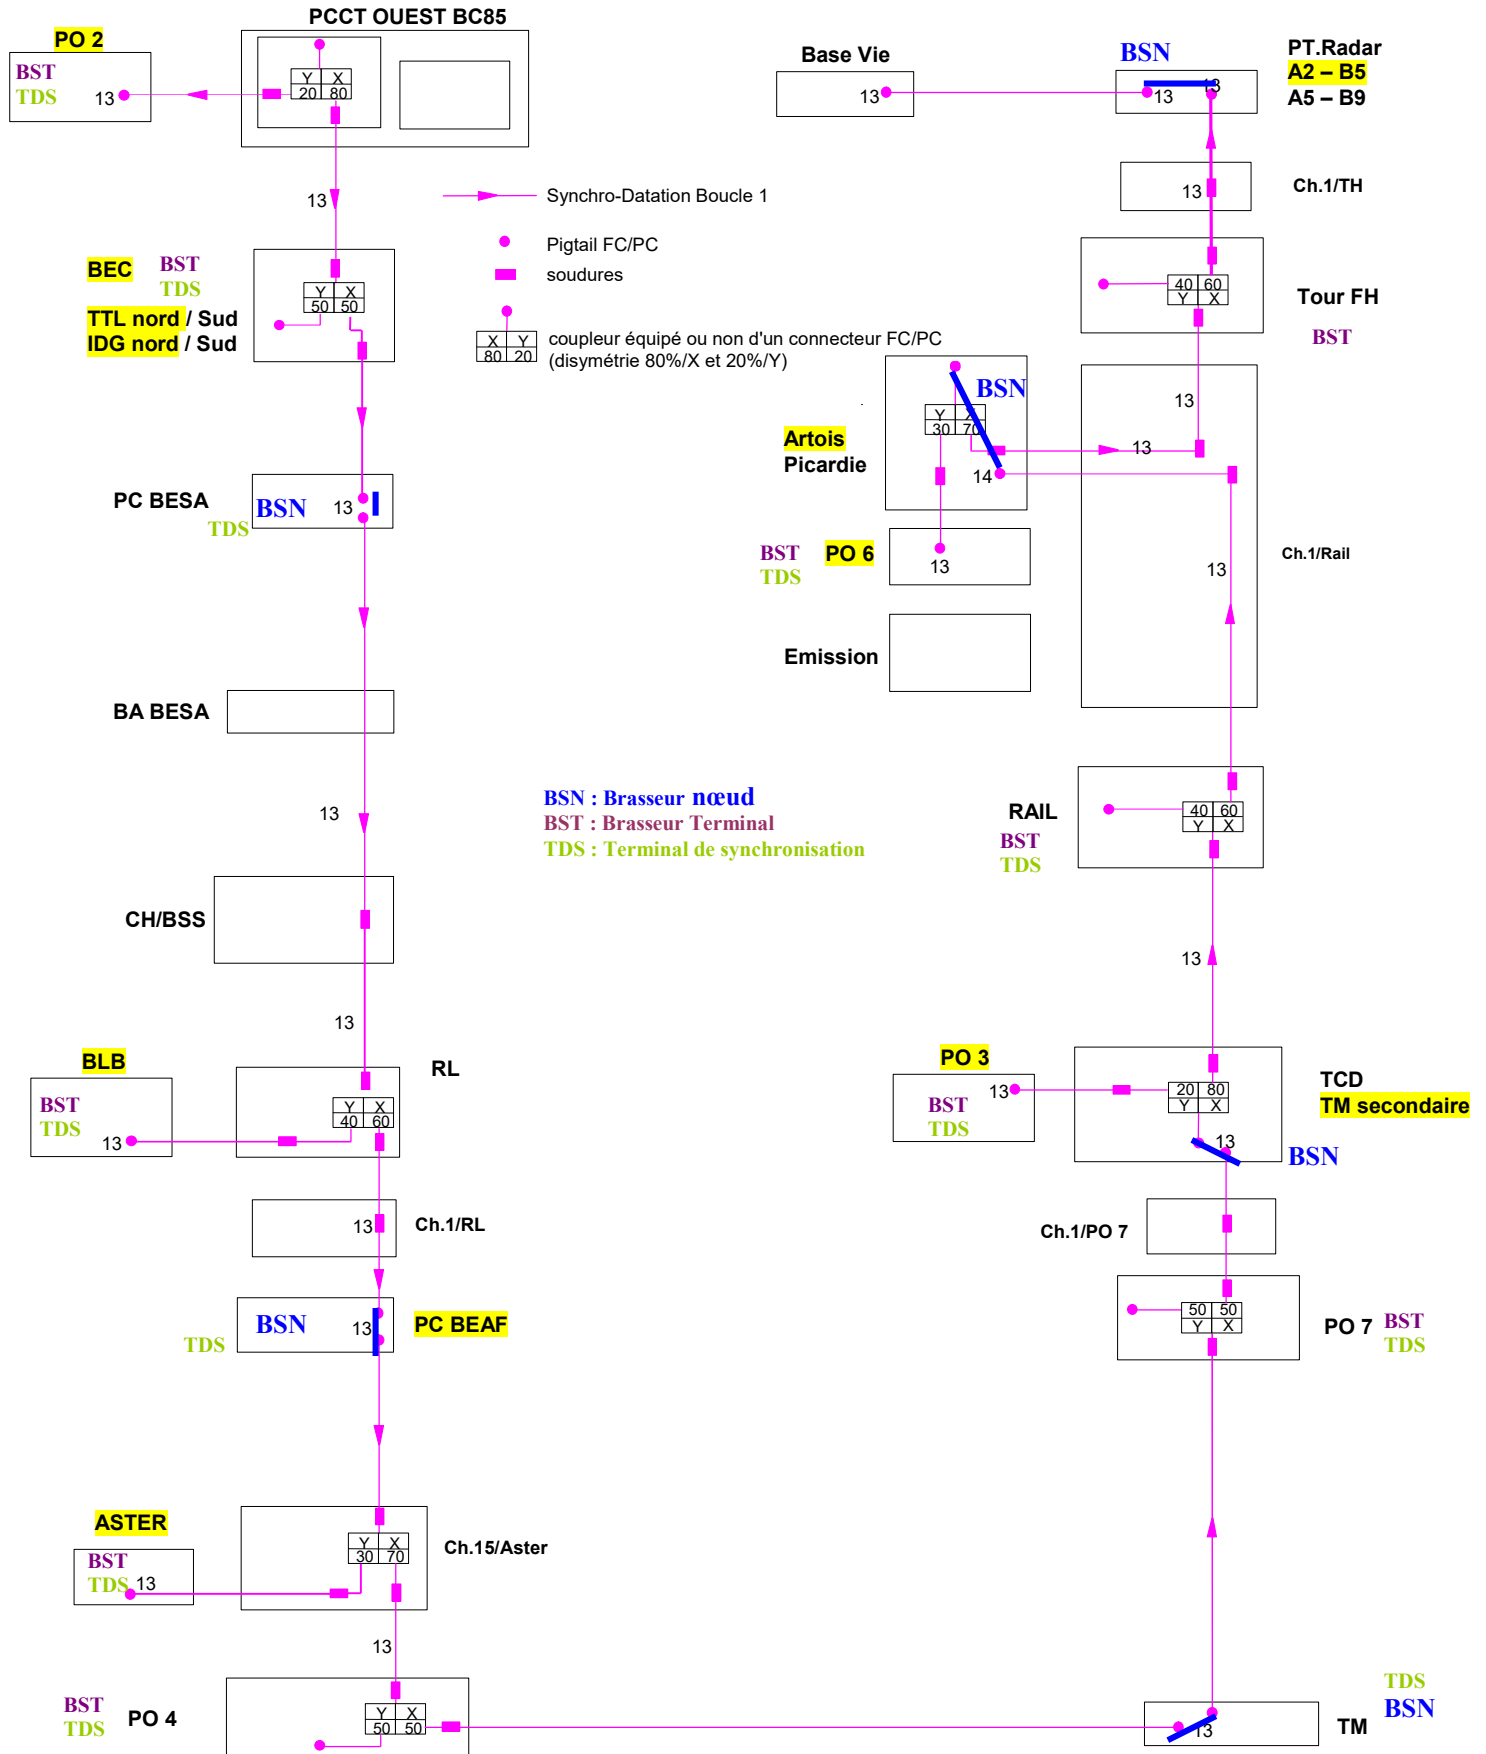 PCCT OUEST BC85
PO 2
BST
TDS
13
Y X
20 80
13
Base Vie
13
BSN
13
13
PT.Radar
A2 – B5
A5 – B9
Synchro-Datation Boucle 1
Pigtail FC/PC
soudures
X Y
80 20
coupleur équipé ou non d'un connecteur FC/PC
(disymétrie 80%/X et 20%/Y)
13
Ch.1/TH
BEC
BST
TDS
TTL nord / Sud
IDG nord / Sud
Y X
50 50
40 60
Y X
Tour FH
BST
BSN
Y X
30 70
Artois
Picardie
14
13
13
PC BESA
BSN
13
TDS
BST
TDS
PO 6
13
Ch.1/Rail
13
Emission
BA BESA
BSN : Brasseur nœud
BST : Brasseur Terminal
TDS : Terminal de synchronisation
13
RAIL
BST
TDS
40 60
Y X
CH/BSS
13
13
BLB
BST
TDS
13
RL
Y X
40 60
PO 3
13
BST
TDS
20 80
Y X
13
TCD
TM secondaire
BSN
13
Ch.1/RL
Ch.1/PO 7
BSN
13
PC BEAF
TDS
50 50
Y X
PO 7
BST
TDS
ASTER
BST
TDS
13
Y X
30 70
Ch.15/Aster
13
BST
TDS
PO 4
Y X
50 50
13
TM
TDS
BSN